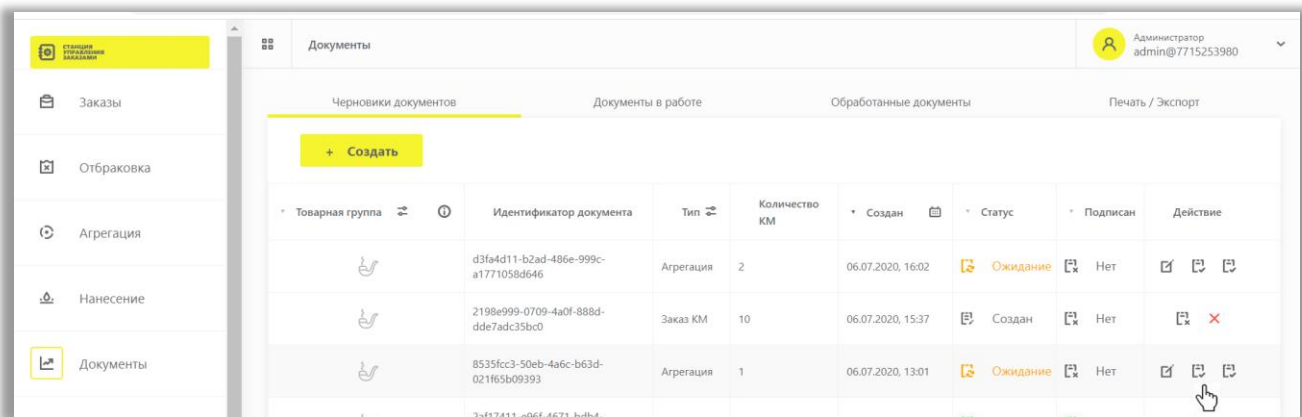 СТАНЦИЯ
УПРАВЛЕНИЯ
ЗАКАЗАМИ
Документы
Администратор
admin@7715253980
Заказы
Отбраковка
Агрегация
Нанесение
Документы
Черновики документов
Документы в работе
Обработанные документы
Печать / Экспорт
+ Создать
Товарная группа
Идентификатор документа
Тип
Количество
КМ
Создан
Статус
Подписан
Действие
d3fa4d11-b2ad-486e-999c-
a1771058d646
Агрегация
2
06.07.2020, 16:02
Ожидание
Нет
2198e999-0709-4a0f-888d-
dde7adc35bc0
Заказ КМ
10
06.07.2020, 15:37
Создан
Нет
8535fcc3-50eb-4a6c-b63d-
021f65b09393
Агрегация
1
06.07.2020, 13:01
Ожидание
Нет